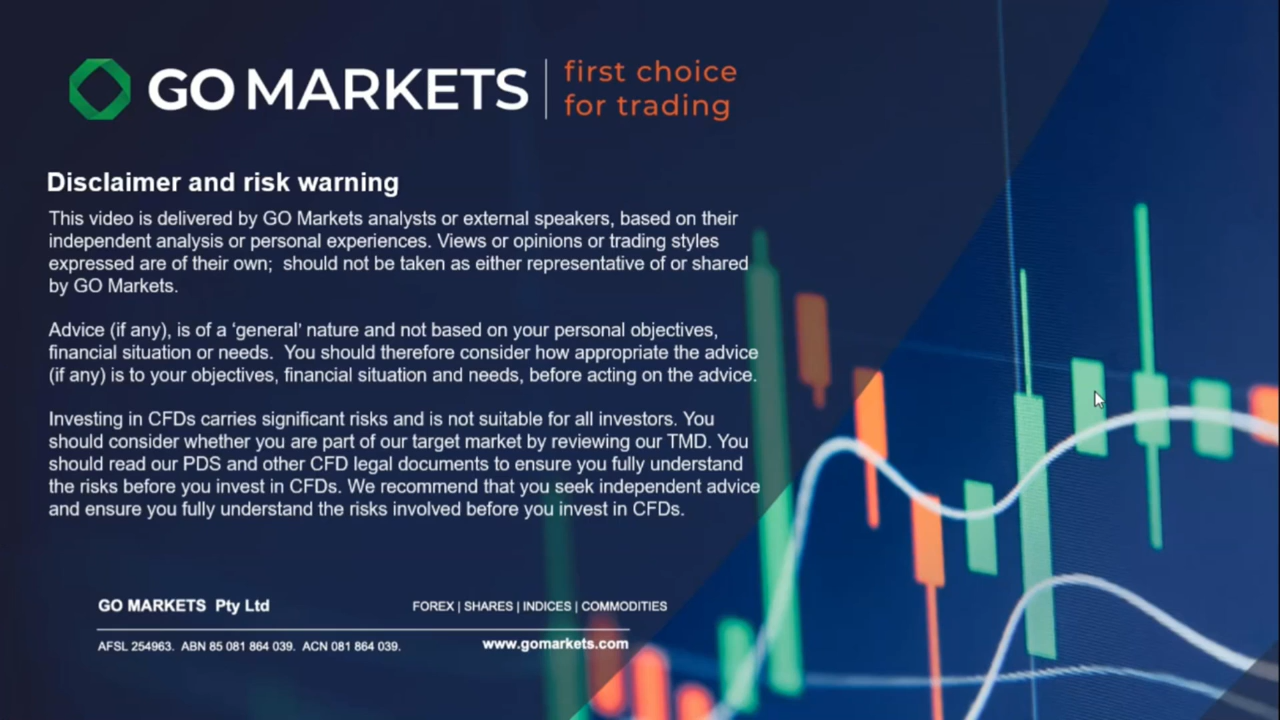 GO MARKETS
first choice
for trading
Disclaimer and risk warning
This video is delivered by GO Markets analysts or external speakers, based on their
independent analysis or personal experiences. Views or opinions or trading styles
expressed are of their own;  should not be taken as either representative of or shared
by GO Markets.
Advice (if any), is of a ‘general’ nature and not based on your personal objectives,
financial situation or needs.  You should therefore consider how appropriate the advice
(if any) is to your objectives, financial situation and needs, before acting on the advice.
Investing in CFDs carries significant risks and is not suitable for all investors. You
should consider whether you are part of our target market by reviewing our TMD. You
should read our PDS and other CFD legal documents to ensure you fully understand
the risks before you invest in CFDs. We recommend that you seek independent advice
and ensure you fully understand the risks involved before you invest in CFDs.
GO MARKETS  Pty Ltd
FOREX | SHARES | INDICES | COMMODITIES
AFSL 254963.  ABN 85 081 864 039.  ACN 081 864 039.
www.gomarkets.com